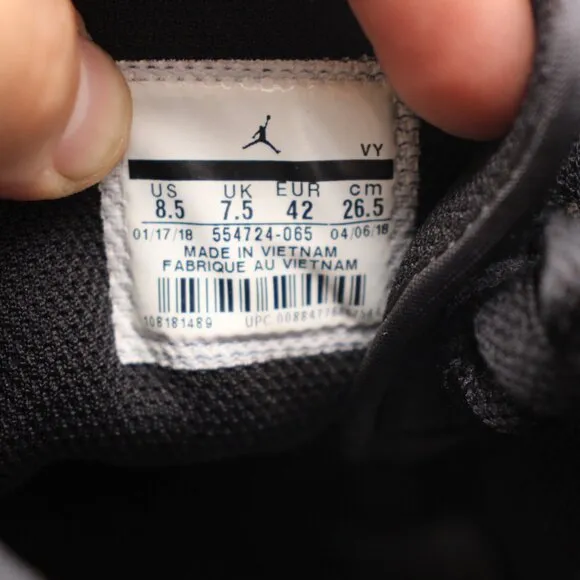 VY
US UK EUR cm
8.5 7.5 42 26.5
01/17/18 554724-065 04/06/18
MADE IN VIETNAM
FABRIQUE AU VIETNAM
108181489 UPC